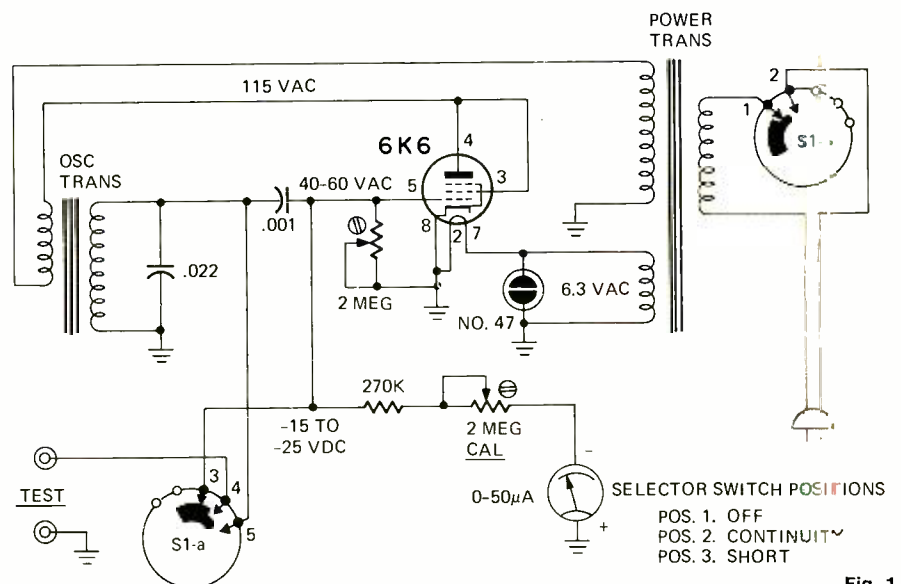 POWER
TRANS
115 VAC
2
1
6K6
4
3
S1-
OSC
TRANS
40-60 VAC
5
.001
8
2
7
.022
2 MEG
6.3 VAC
NO. 47
270K
-15 TO
-25 VDC
2 MEG
CAL
-
0-50µA
+
TEST
3
4
5
S1-a
SELECTOR SWITCH POSITIONS
POS. 1. OFF
POS. 2. CONTINUITY
POS. 3. SHORT
Fig. 1